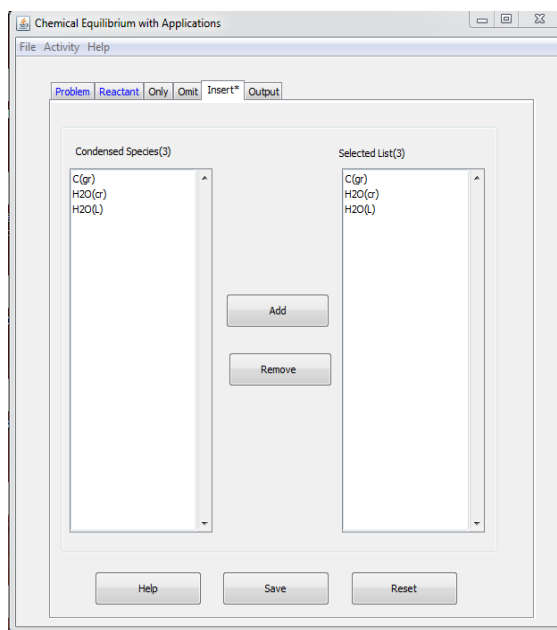 Chemical Equilibrium with Applications
File Activity Help
Problem Reactant Only Omit Insert* Output
Condensed Species(3) Selected List(3)
C(gr) C(gr)
H2O(cr) H2O(cr)
H2O(L) H2O(L)
Add
Remove
Help Save Reset